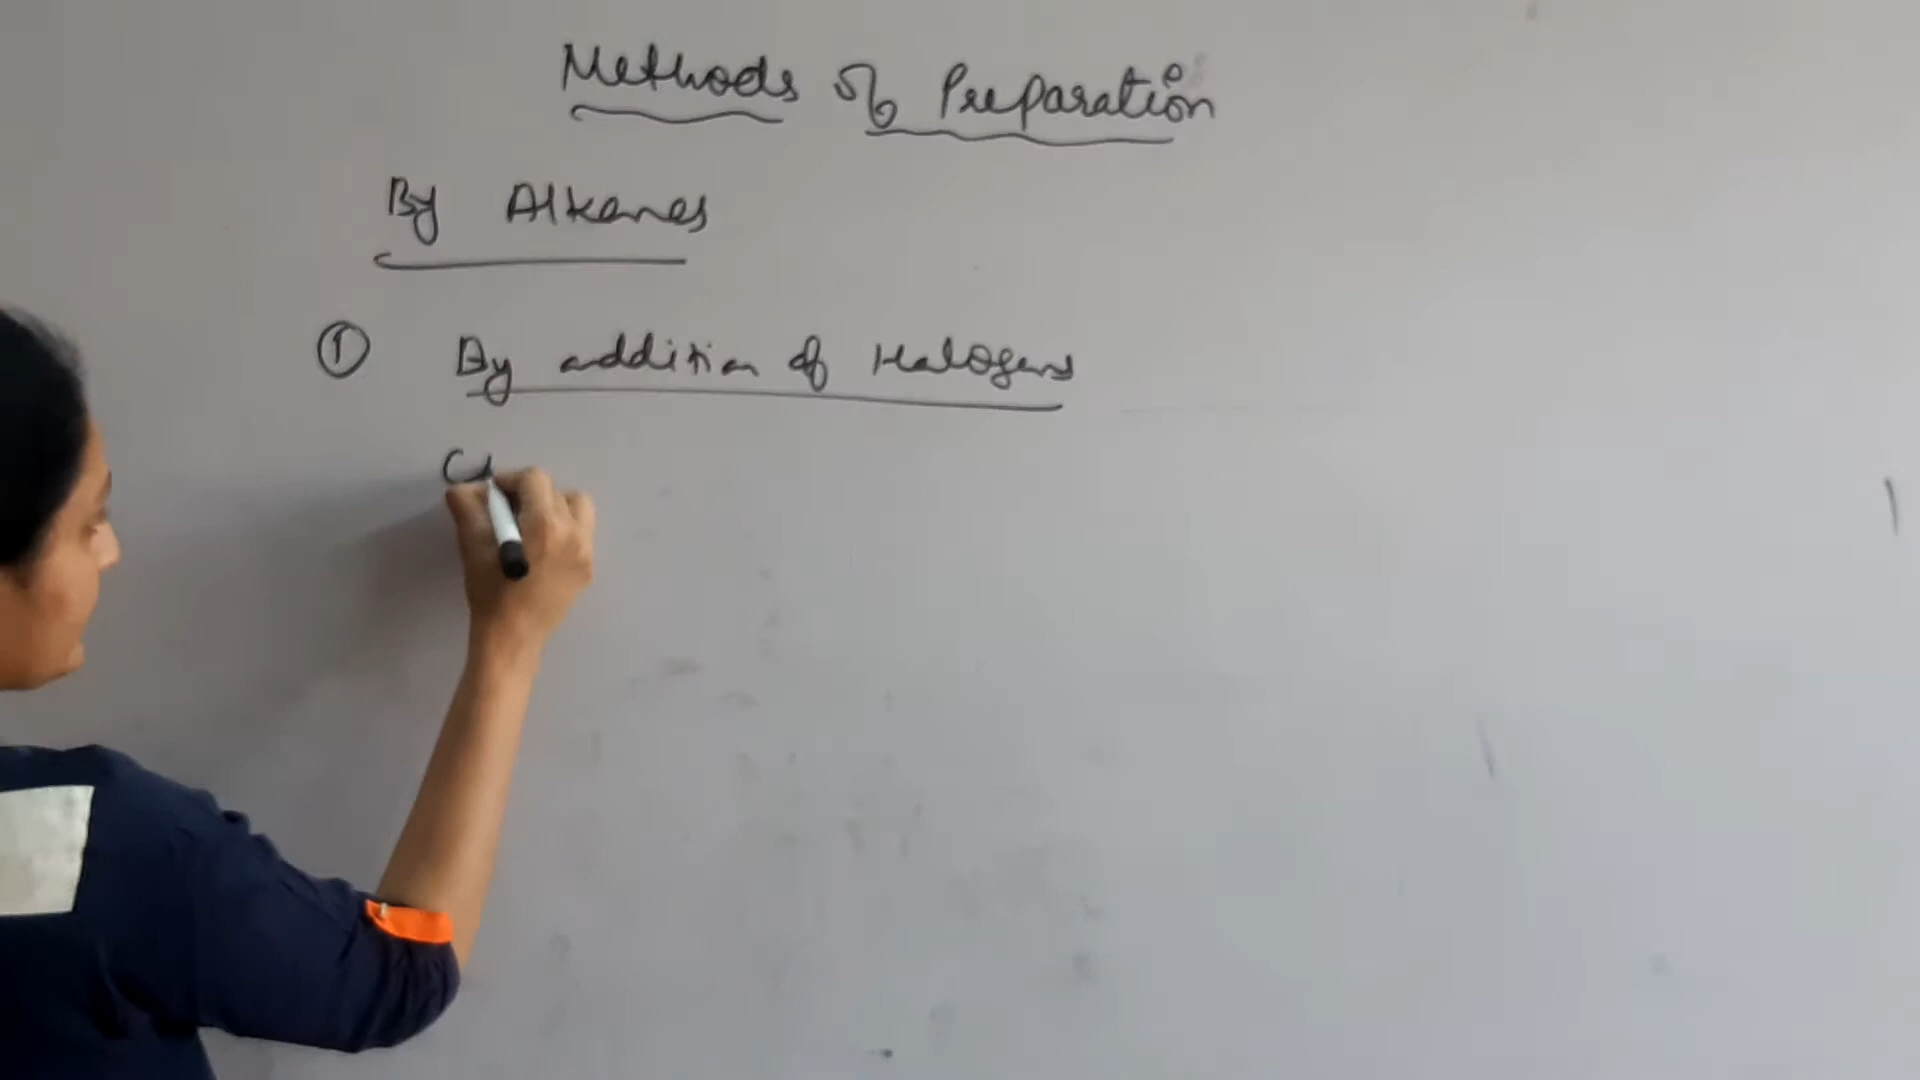 Methods of Preparation
By Alkanes
① By addition of Halogens
C